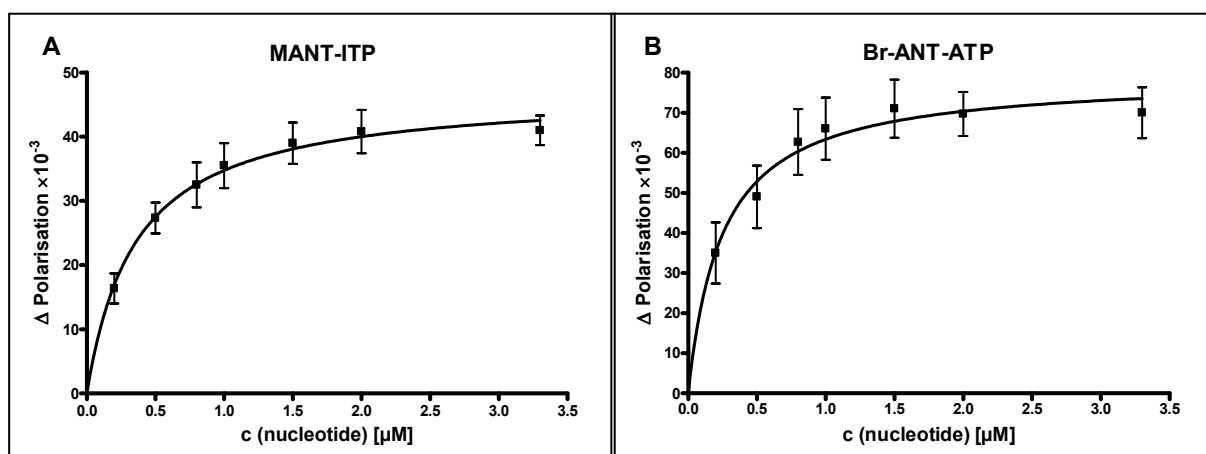 A
MANT-ITP
Δ Polarisation ×10⁻³
50
40
30
20
10
0
0.0 0.5 1.0 1.5 2.0 2.5 3.0 3.5
c (nucleotide) [µM]
B
Br-ANT-ATP
Δ Polarisation ×10⁻³
80
70
60
50
40
30
20
10
0
0.0 0.5 1.0 1.5 2.0 2.5 3.0 3.5
c (nucleotide) [µM]